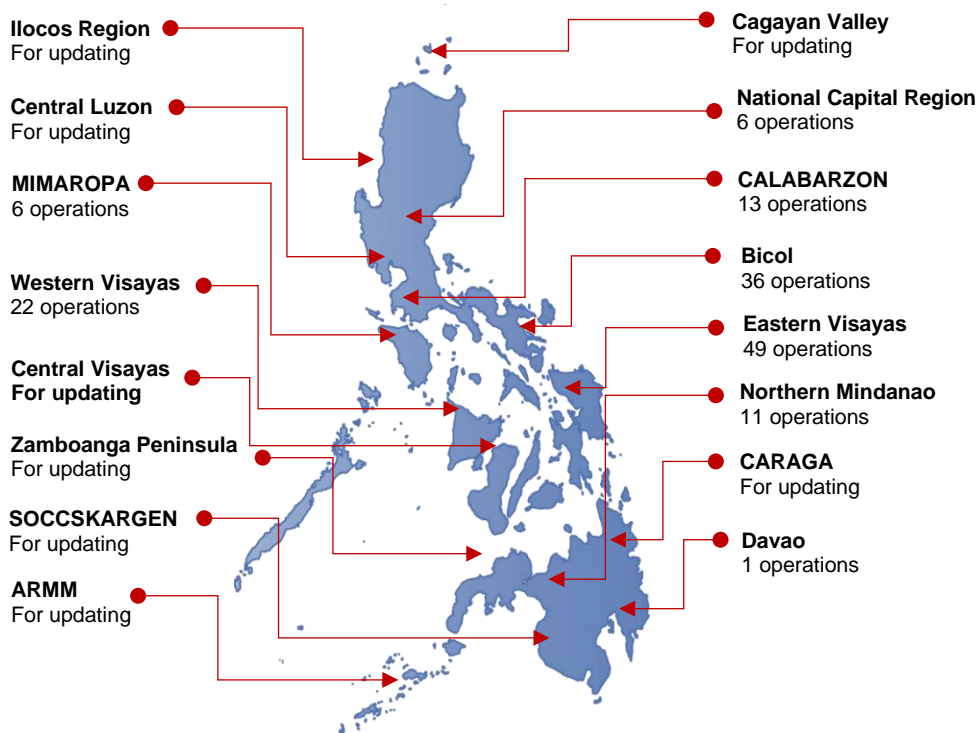 Ilocos Region
For updating
Central Luzon
For updating
MIMAROPA
6 operations
Western Visayas
22 operations
Central Visayas
For updating
Zamboanga Peninsula
For updating
SOCCSKARGEN
For updating
ARMM
For updating
Cagayan Valley
For updating
National Capital Region
6 operations
CALABARZON
13 operations
Bicol
36 operations
Eastern Visayas
49 operations
Northern Mindanao
11 operations
CARAGA
For updating
Davao
1 operations